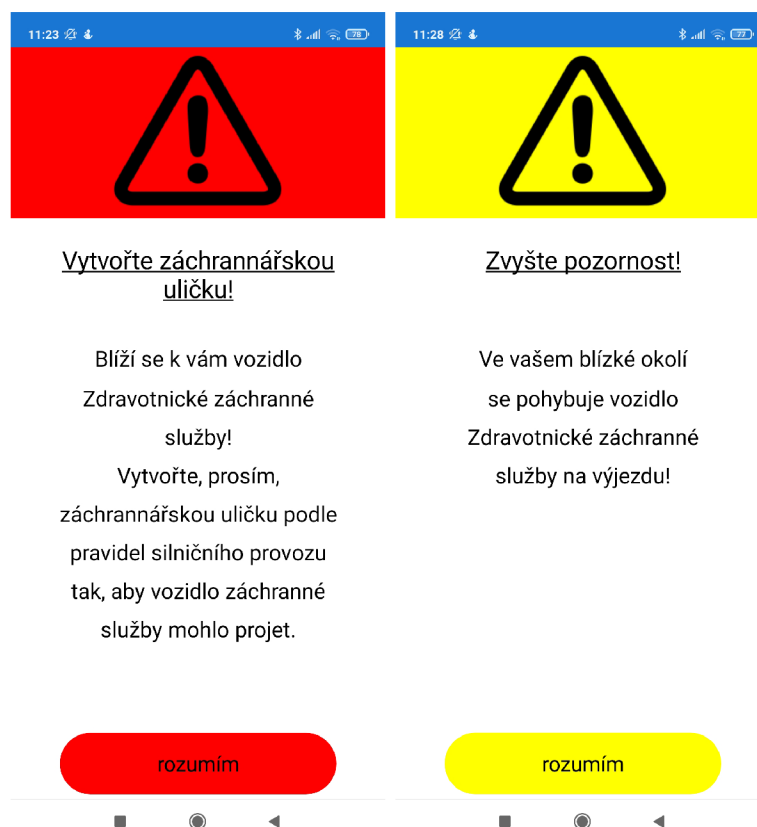 11:23
78
Vytvořte záchrannářskou
uličku!
Blíží se k vám vozidlo
Zdravotnické záchranné
služby!
Vytvořte, prosím,
záchrannářskou uličku podle
pravidel silničního provozu
tak, aby vozidlo záchranné
služby mohlo projet.
rozumím
11:28
77
Zvyšte pozornost!
Ve vašem blízké okolí
se pohybuje vozidlo
Zdravotnické záchranné
služby na výjezdu!
rozumím